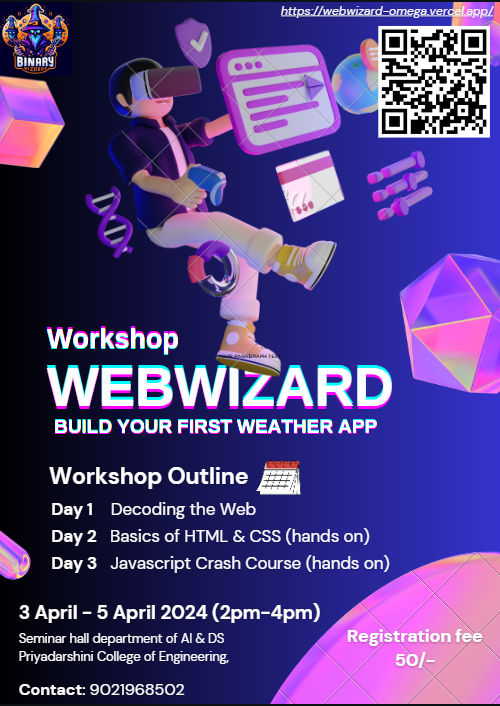 https://webwizard-omega.vercel.app/
BINARY
WIZARDS
Workshop
WEBWIZARD
BUILD YOUR FIRST WEATHER APP
Workshop Outline
Day 1 Decoding the Web
Day 2 Basics of HTML & CSS (hands on)
Day 3 Javascript Crash Course (hands on)
3 April - 5 April 2024 (2pm-4pm)
Seminar hall department of AI & DS
Priyadarshini College of Engineering,
Contact: 9021968502
Registration fee
50/-